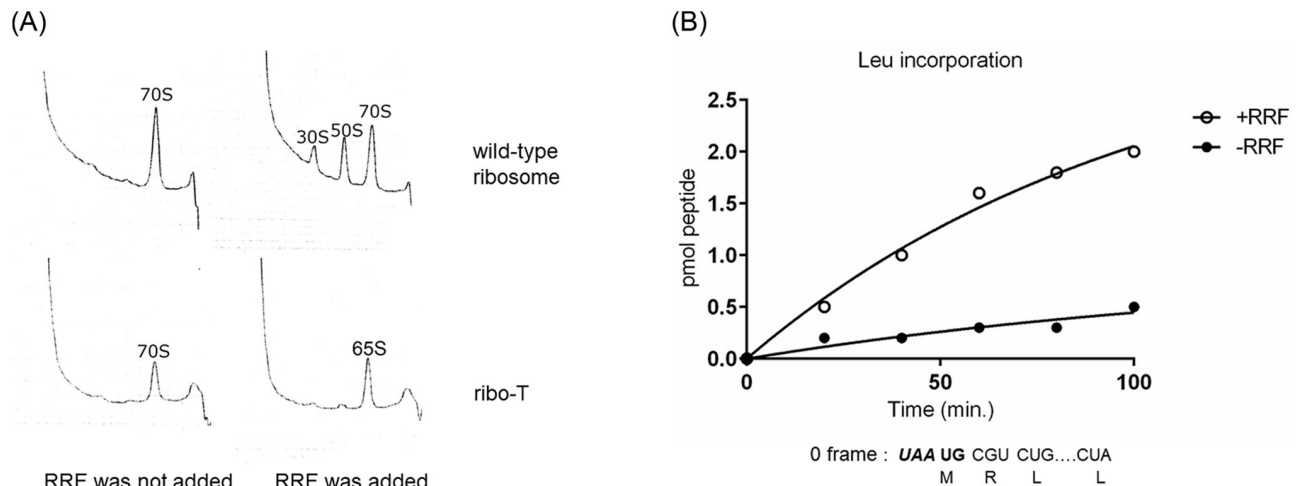 (A)
70S
30S
50S
70S
wild-type
ribosome
70S
65S
ribo-T
RRF was not added
RRF was added
(B)
Leu incorporation
pmol peptide
2.5
2.0
1.5
1.0
0.5
0.0
0
50
100
Time (min.)
+RRF
-RRF
0 frame : UAA UG CGU CUG....CUA
M R L L